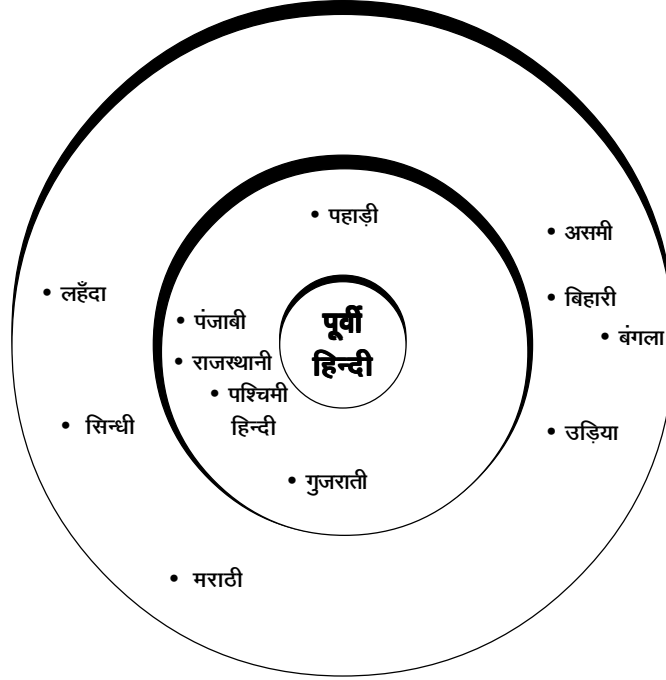 • पहाड़ी
• असमी
• लहँदा
• बिहारी
• पंजाबी
पूर्वी
हिन्दी
• बंगला
• राजस्थानी
• पश्चिमी
हिन्दी
• सिन्धी
• उड़िया
• गुजराती
• मराठी